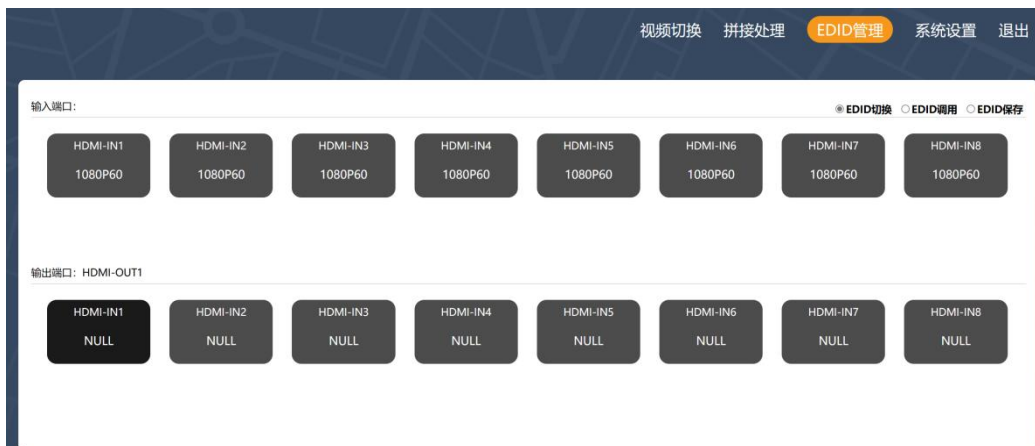 视频切换 拼接处理 EDID管理 系统设置 退出
输入端口: EDID切换 EDID调用 EDID保存
HDMI-IN1 HDMI-IN2 HDMI-IN3 HDMI-IN4 HDMI-IN5 HDMI-IN6 HDMI-IN7 HDMI-IN8
1080P60 1080P60 1080P60 1080P60 1080P60 1080P60 1080P60 1080P60
输出端口: HDMI-OUT1
HDMI-IN1 HDMI-IN2 HDMI-IN3 HDMI-IN4 HDMI-IN5 HDMI-IN6 HDMI-IN7 HDMI-IN8
NULL NULL NULL NULL NULL NULL NULL NULL